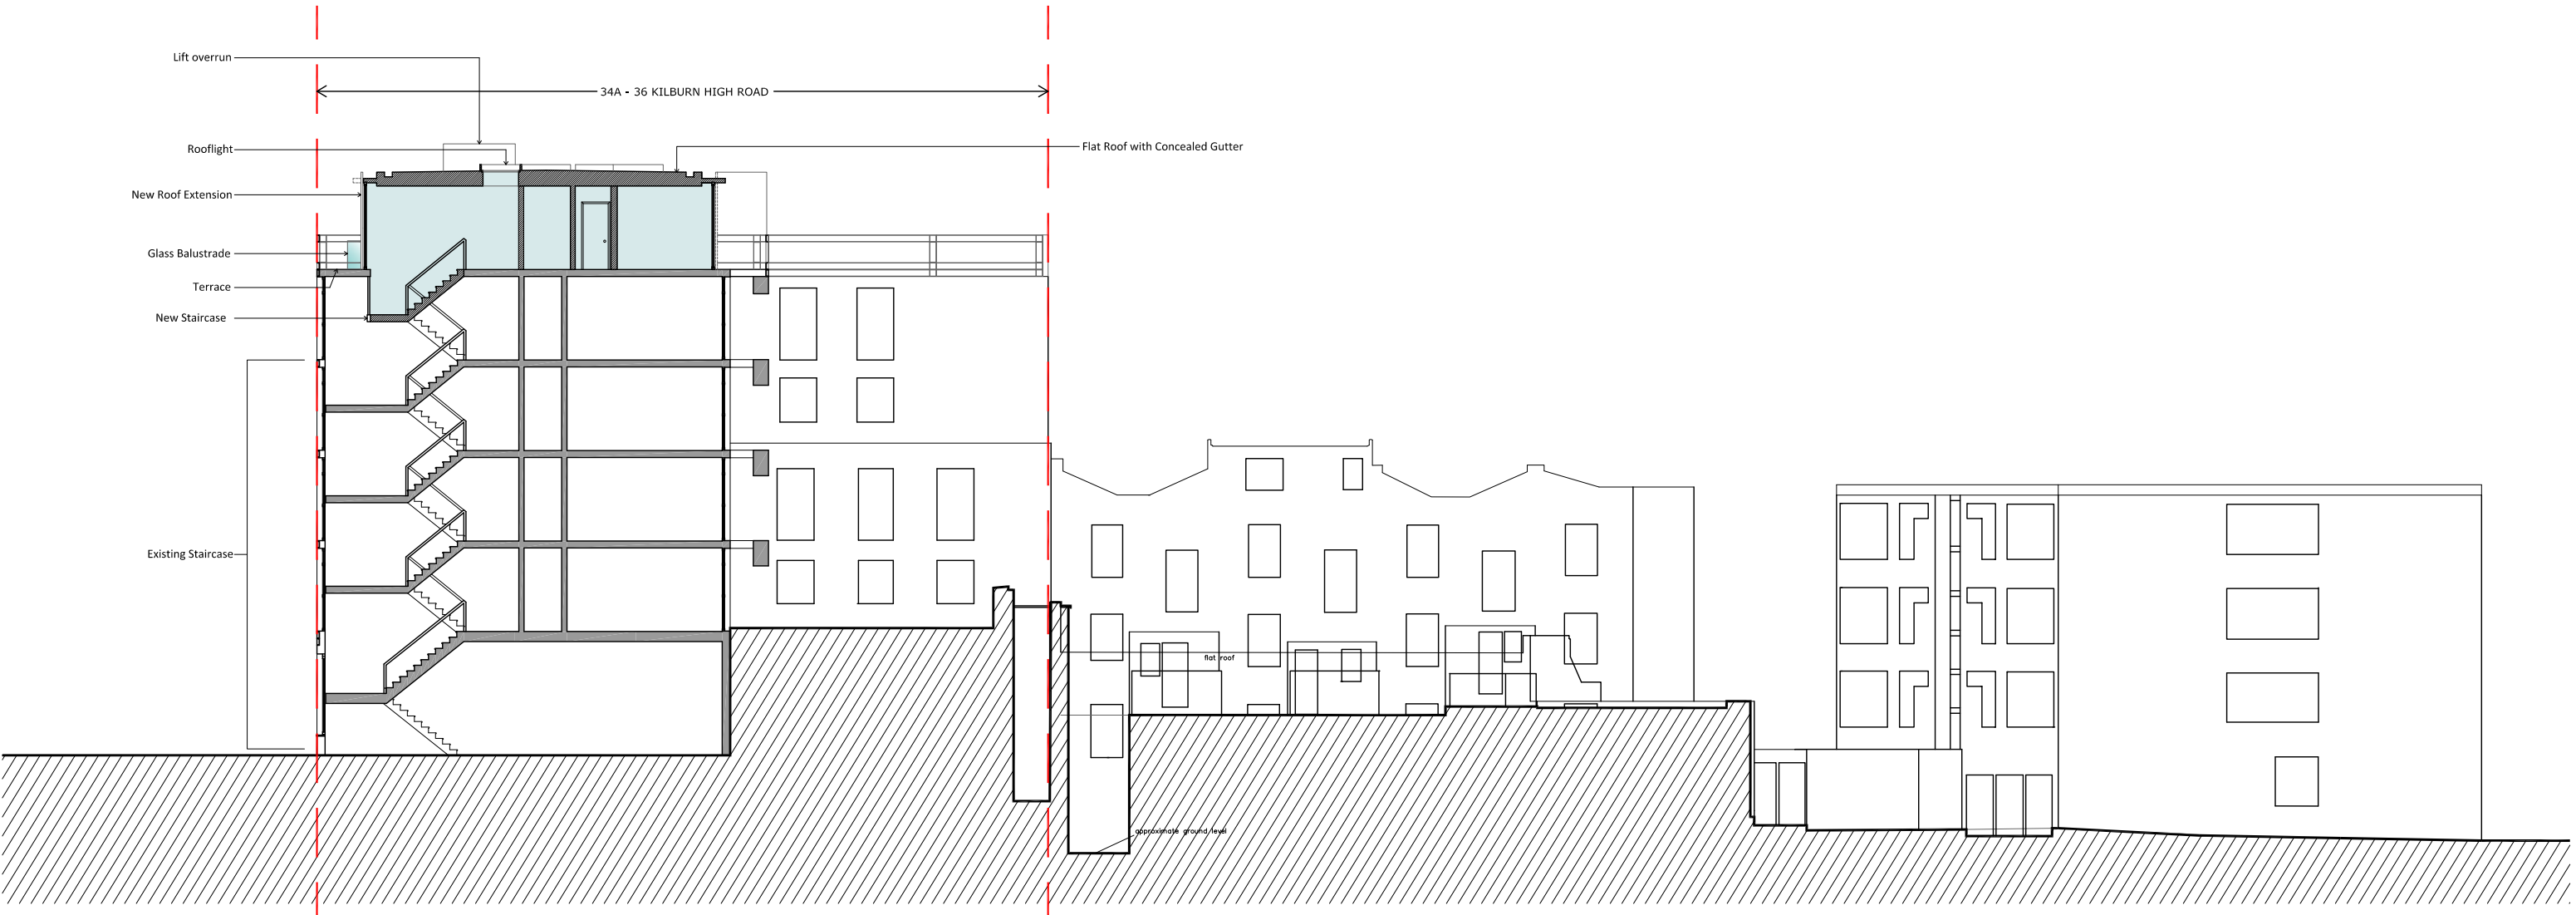 Lift overrun
34A - 36 KILBURN HIGH ROAD
Rooflight
Flat Roof with Concealed Gutter
New Roof Extension
Glass Balustrade
Terrace
New Staircase
Existing Staircase
flat roof
approximate ground level